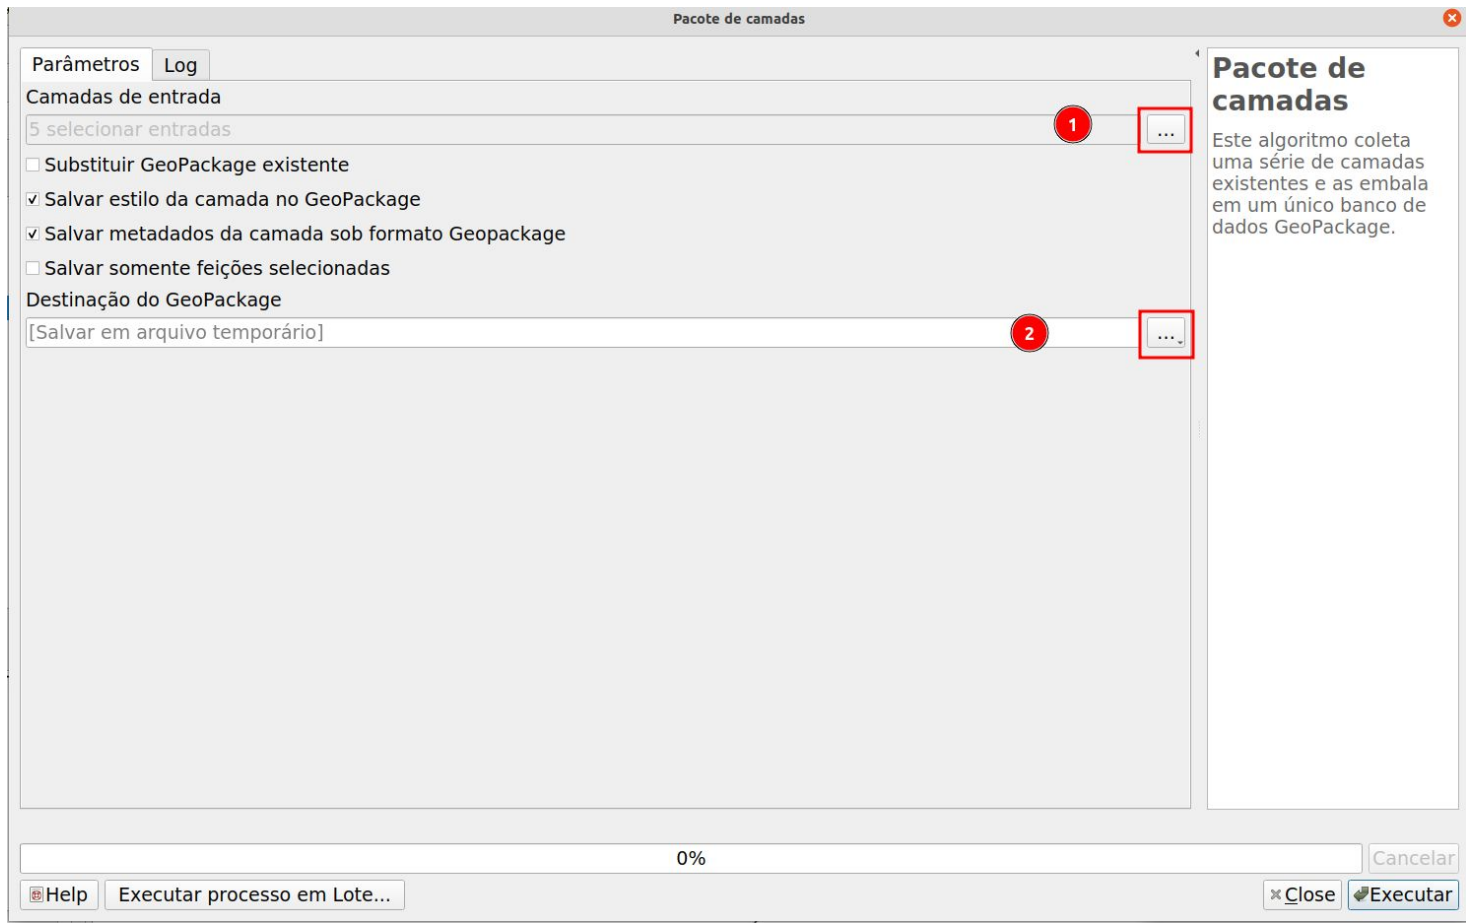 Pacote de camadas
Parâmetros
Log
Camadas de entrada
5 selecionar entradas
1
...
Substituir GeoPackage existente
Salvar estilo da camada no GeoPackage
Salvar metadados da camada sob formato Geopackage
Salvar somente feições selecionadas
Destinação do GeoPackage
[Salvar em arquivo temporário]
2
...
Pacote de
camadas
Este algoritmo coleta
uma série de camadas
existentes e as embala
em um único banco de
dados GeoPackage.
0%
Cancelar
Help
Executar processo em Lote...
Close
Executar